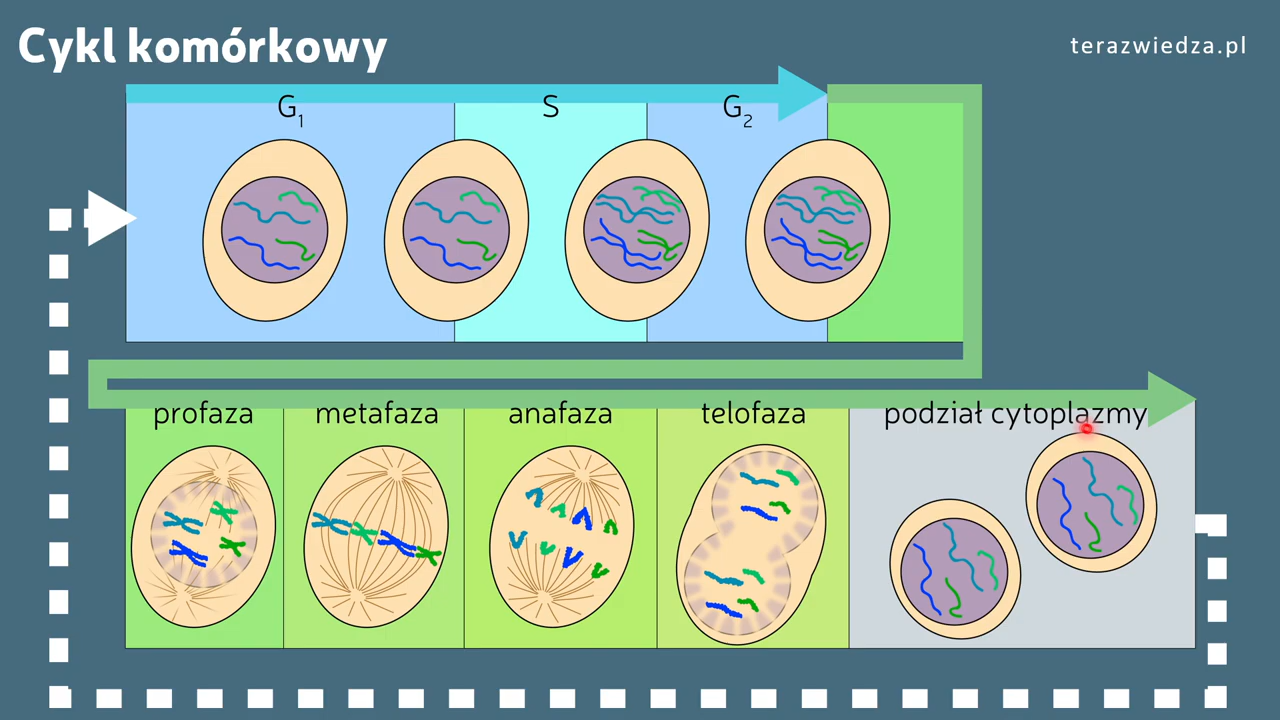 Cykl komórkowy
terazwiedza.pl
G₁
S
G₂
profaza
metafaza
anafaza
telofaza
podział cytoplazmy